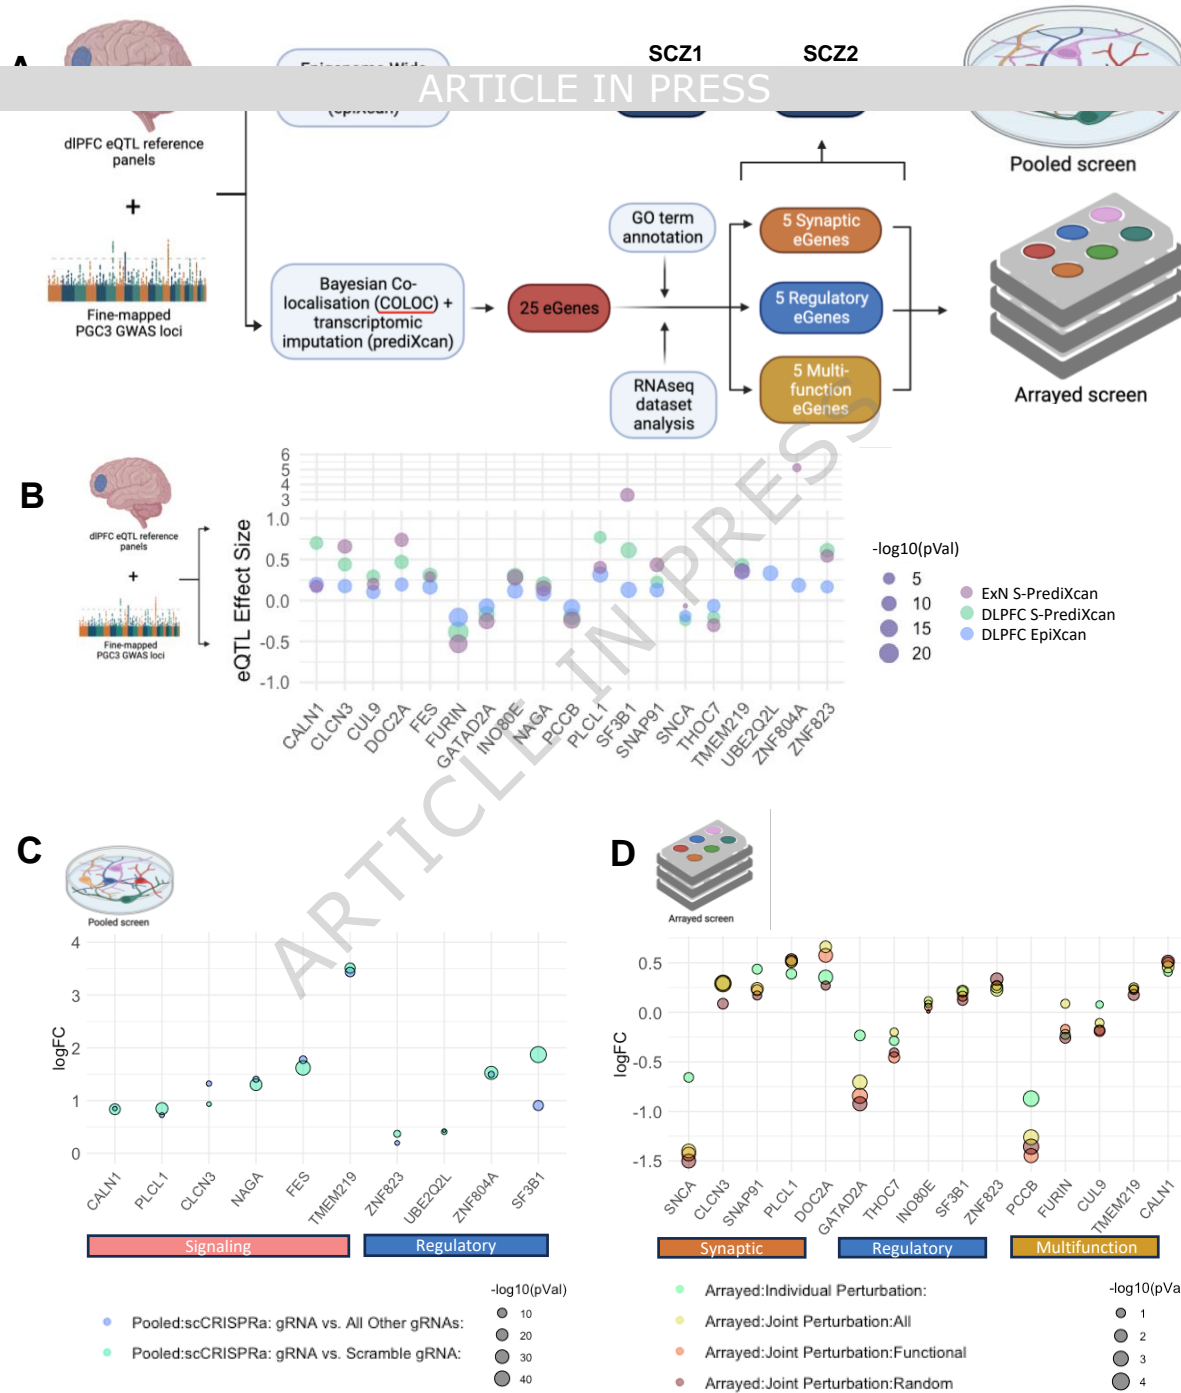 A
SCZ1
SCZ2
ARTICLE IN PRESS
(epiXcan)
dlPFC eQTL reference
panels
+
Fine-mapped
PGC3 GWAS loci
Bayesian Co-
localisation (COLOC) +
transcriptomic
imputation (prediXcan)
25 eGenes
GO term
annotation
RNAseq
dataset
analysis
5 Synaptic
eGenes
5 Regulatory
eGenes
5 Multi-
function
eGenes
Pooled screen
Arrayed screen
B
dlPFC eQTL reference
panels
+
Fine-mapped
PGC3 GWAS loci
eQTL Effect Size
6
5
4
3
1.0
0.5
0.0
-0.5
-1.0
CALN1
CLCN3
CUL9
DOC2A
FES
FURIN
GATAD2A
INO80E
NAGA
PCCB
PLCL1
SF3B1
SNAP91
SNCA
THOC7
TMEM219
UBE2Q2L
ZNF804A
ZNF823
-log10(pVal)
5
10
15
20
ExN S-PrediXcan
DLPFC S-PrediXcan
DLPFC EpiXcan
ARTICLE IN PRESS
C
Pooled screen
logFC
4
3
2
1
0
CALN1
PLCL1
CLCN3
NAGA
FES
TMEM219
ZNF823
UBE2Q2L
ZNF804A
SF3B1
Signaling
Regulatory
Pooled:scCRISPRa: gRNA vs. All Other gRNAs:
Pooled:scCRISPRa: gRNA vs. Scramble gRNA:
-log10(pVal)
10
20
30
40
D
Arrayed screen
logFC
0.5
0.0
-0.5
-1.0
-1.5
SNCA
CLCN3
SNAP91
PLCL1
DOC2A
GATAD2A
THOC7
INO80E
SF3B1
ZNF823
PCCB
FURIN
CUL9
TMEM219
CALN1
Synaptic
Regulatory
Multifunction
Arrayed:Individual Perturbation:
Arrayed:Joint Perturbation:All
Arrayed:Joint Perturbation:Functional
Arrayed:Joint Perturbation:Random
-log10(pVa
1
2
3
4